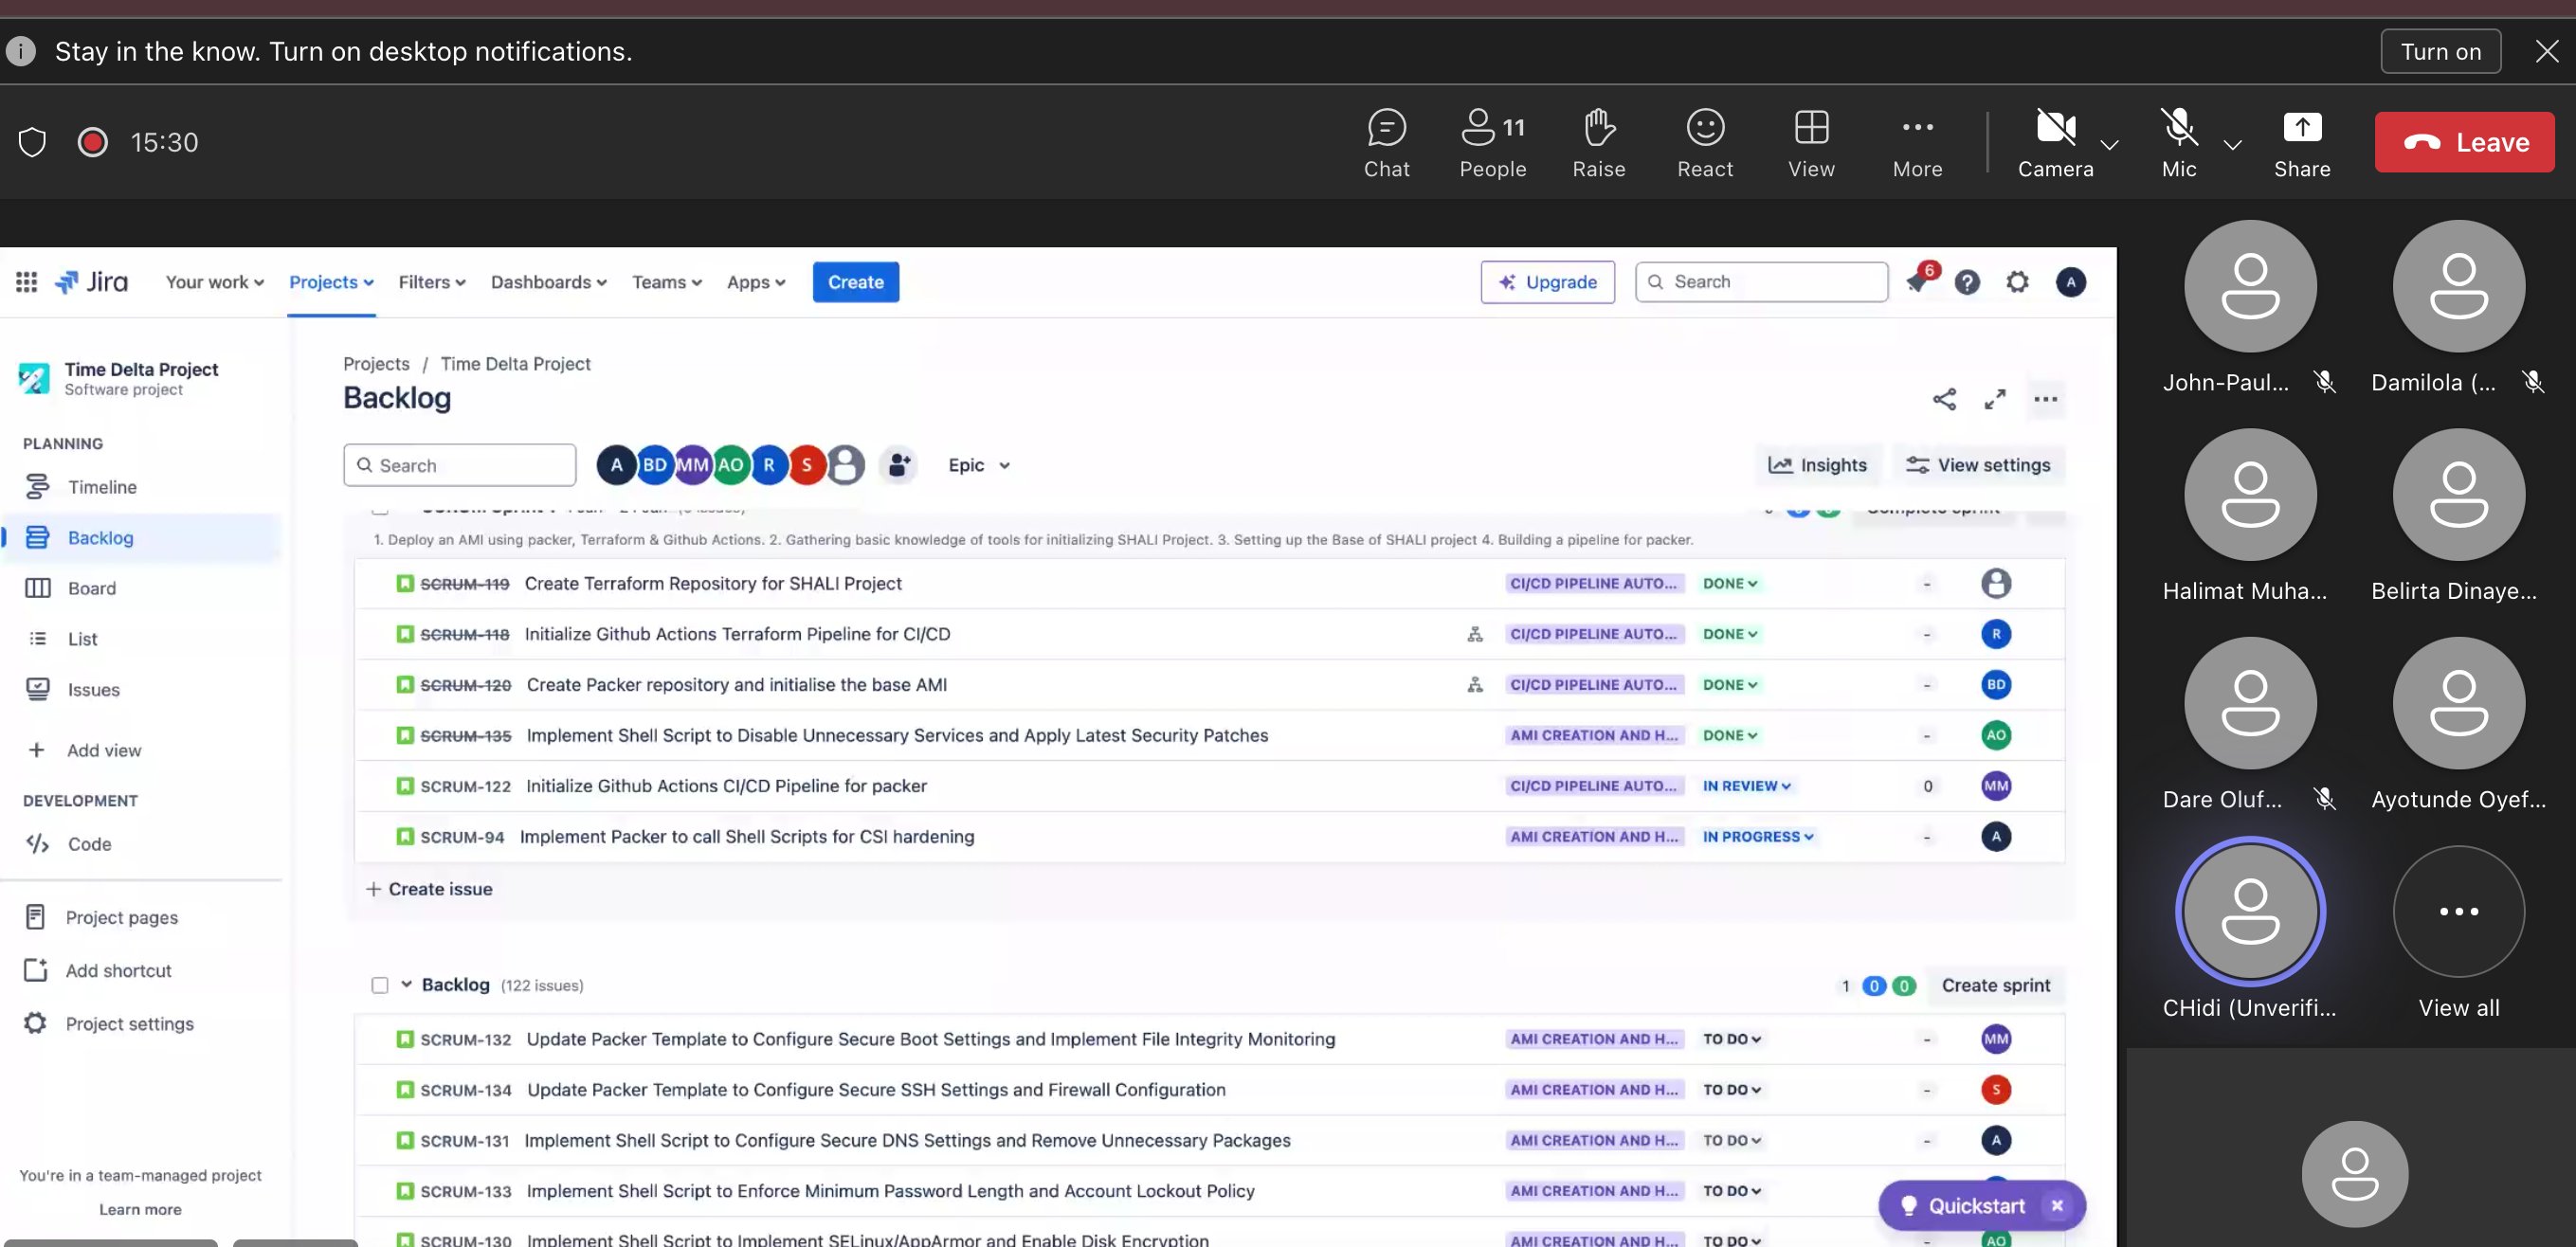 Stay in the know. Turn on desktop notifications.
Turn on
15:30
Chat
11
People
Raise
React
View
More
Camera
Mic
Share
Leave
Jira
Your work
Projects
Filters
Dashboards
Teams
Apps
Create
Upgrade
Search
6
A
Time Delta Project
Software project
PLANNING
Timeline
Backlog
Board
List
Issues
Add view
DEVELOPMENT
Code
Project pages
Add shortcut
Project settings
You're in a team-managed project
Learn more
Projects / Time Delta Project
Backlog
Search
A BD MM AO R S
Epic
Insights
View settings
1. Deploy an AMI using packer, Terraform & Github Actions. 2. Gathering basic knowledge of tools for initializing SHALI Project. 3. Setting up the Base of SHALI project 4. Building a pipeline for packer.
SCRUM-119 Create Terraform Repository for SHALI Project CI/CD PIPELINE AUTO... DONE -
SCRUM-118 Initialize Github Actions Terraform Pipeline for CI/CD CI/CD PIPELINE AUTO... DONE - R
SCRUM-120 Create Packer repository and initialise the base AMI CI/CD PIPELINE AUTO... DONE - BD
SCRUM-135 Implement Shell Script to Disable Unnecessary Services and Apply Latest Security Patches AMI CREATION AND H... DONE - AO
SCRUM-122 Initialize Github Actions CI/CD Pipeline for packer CI/CD PIPELINE AUTO... IN REVIEW 0 MM
SCRUM-94 Implement Packer to call Shell Scripts for CSI hardening AMI CREATION AND H... IN PROGRESS - A
+ Create issue
Backlog (122 issues) 1 0 0 Create sprint
SCRUM-132 Update Packer Template to Configure Secure Boot Settings and Implement File Integrity Monitoring AMI CREATION AND H... TO DO - MM
SCRUM-134 Update Packer Template to Configure Secure SSH Settings and Firewall Configuration AMI CREATION AND H... TO DO - S
SCRUM-131 Implement Shell Script to Configure Secure DNS Settings and Remove Unnecessary Packages AMI CREATION AND H... TO DO - A
SCRUM-133 Implement Shell Script to Enforce Minimum Password Length and Account Lockout Policy AMI CREATION AND H... TO DO
Quickstart
SCRUM-130 Implement Shell Script to Implement SELinux/AppArmor and Enable Disk Encryption AMI CREATION AND H... TO DO - AO
John-Paul...
Damilola (...
Halimat Muha...
Belirta Dinaye...
Dare Oluf...
Ayotunde Oyef...
CHidi (Unverifi...
View all